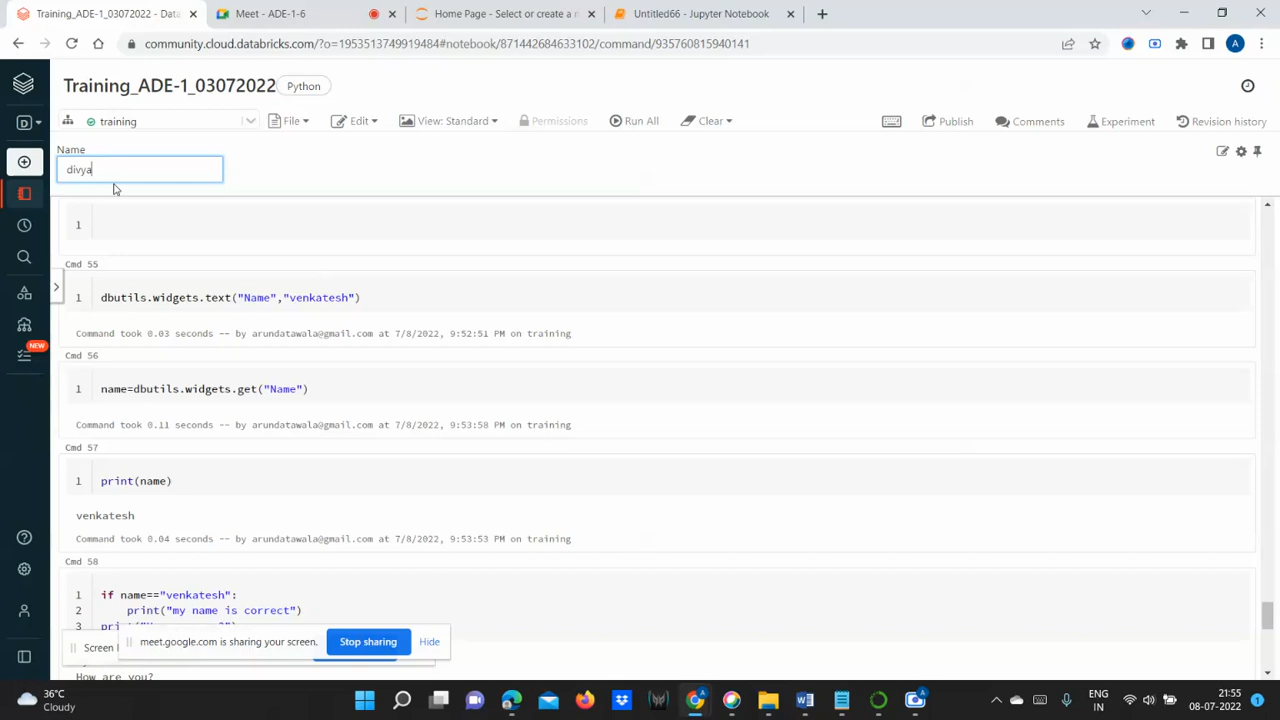 Training_ADE-1_03072022 - Data
Meet - ADE-1-6
Home Page - Select or create a n
Untitled66 - Jupyter Notebook
community.cloud.databricks.com/?o=1953513749919484#notebook/871442684633102/command/935760815940141
A
Training_ADE-1_03072022 Python
D
training
File
Edit
View: Standard
Permissions
Run All
Clear
Publish
Comments
Experiment
Revision history
Name
divya
1
Cmd 55
1 dbutils.widgets.text("Name","venkatesh")
Command took 0.03 seconds -- by arundatawala@gmail.com at 7/8/2022, 9:52:51 PM on training
Cmd 56
1 name=dbutils.widgets.get("Name")
Command took 0.11 seconds -- by arundatawala@gmail.com at 7/8/2022, 9:53:50 PM on training
NEW
Cmd 57
1 print(name)
venkatesh
Command took 0.04 seconds -- by arundatawala@gmail.com at 7/8/2022, 9:53:53 PM on training
Cmd 58
1 if name=="venkatesh":
2 print("my name is correct")
3
Screen
meet.google.com is sharing your screen.
Stop sharing
Hide
How are you?
36°C
Cloudy
ENG
IN
21:55
08-07-2022
1